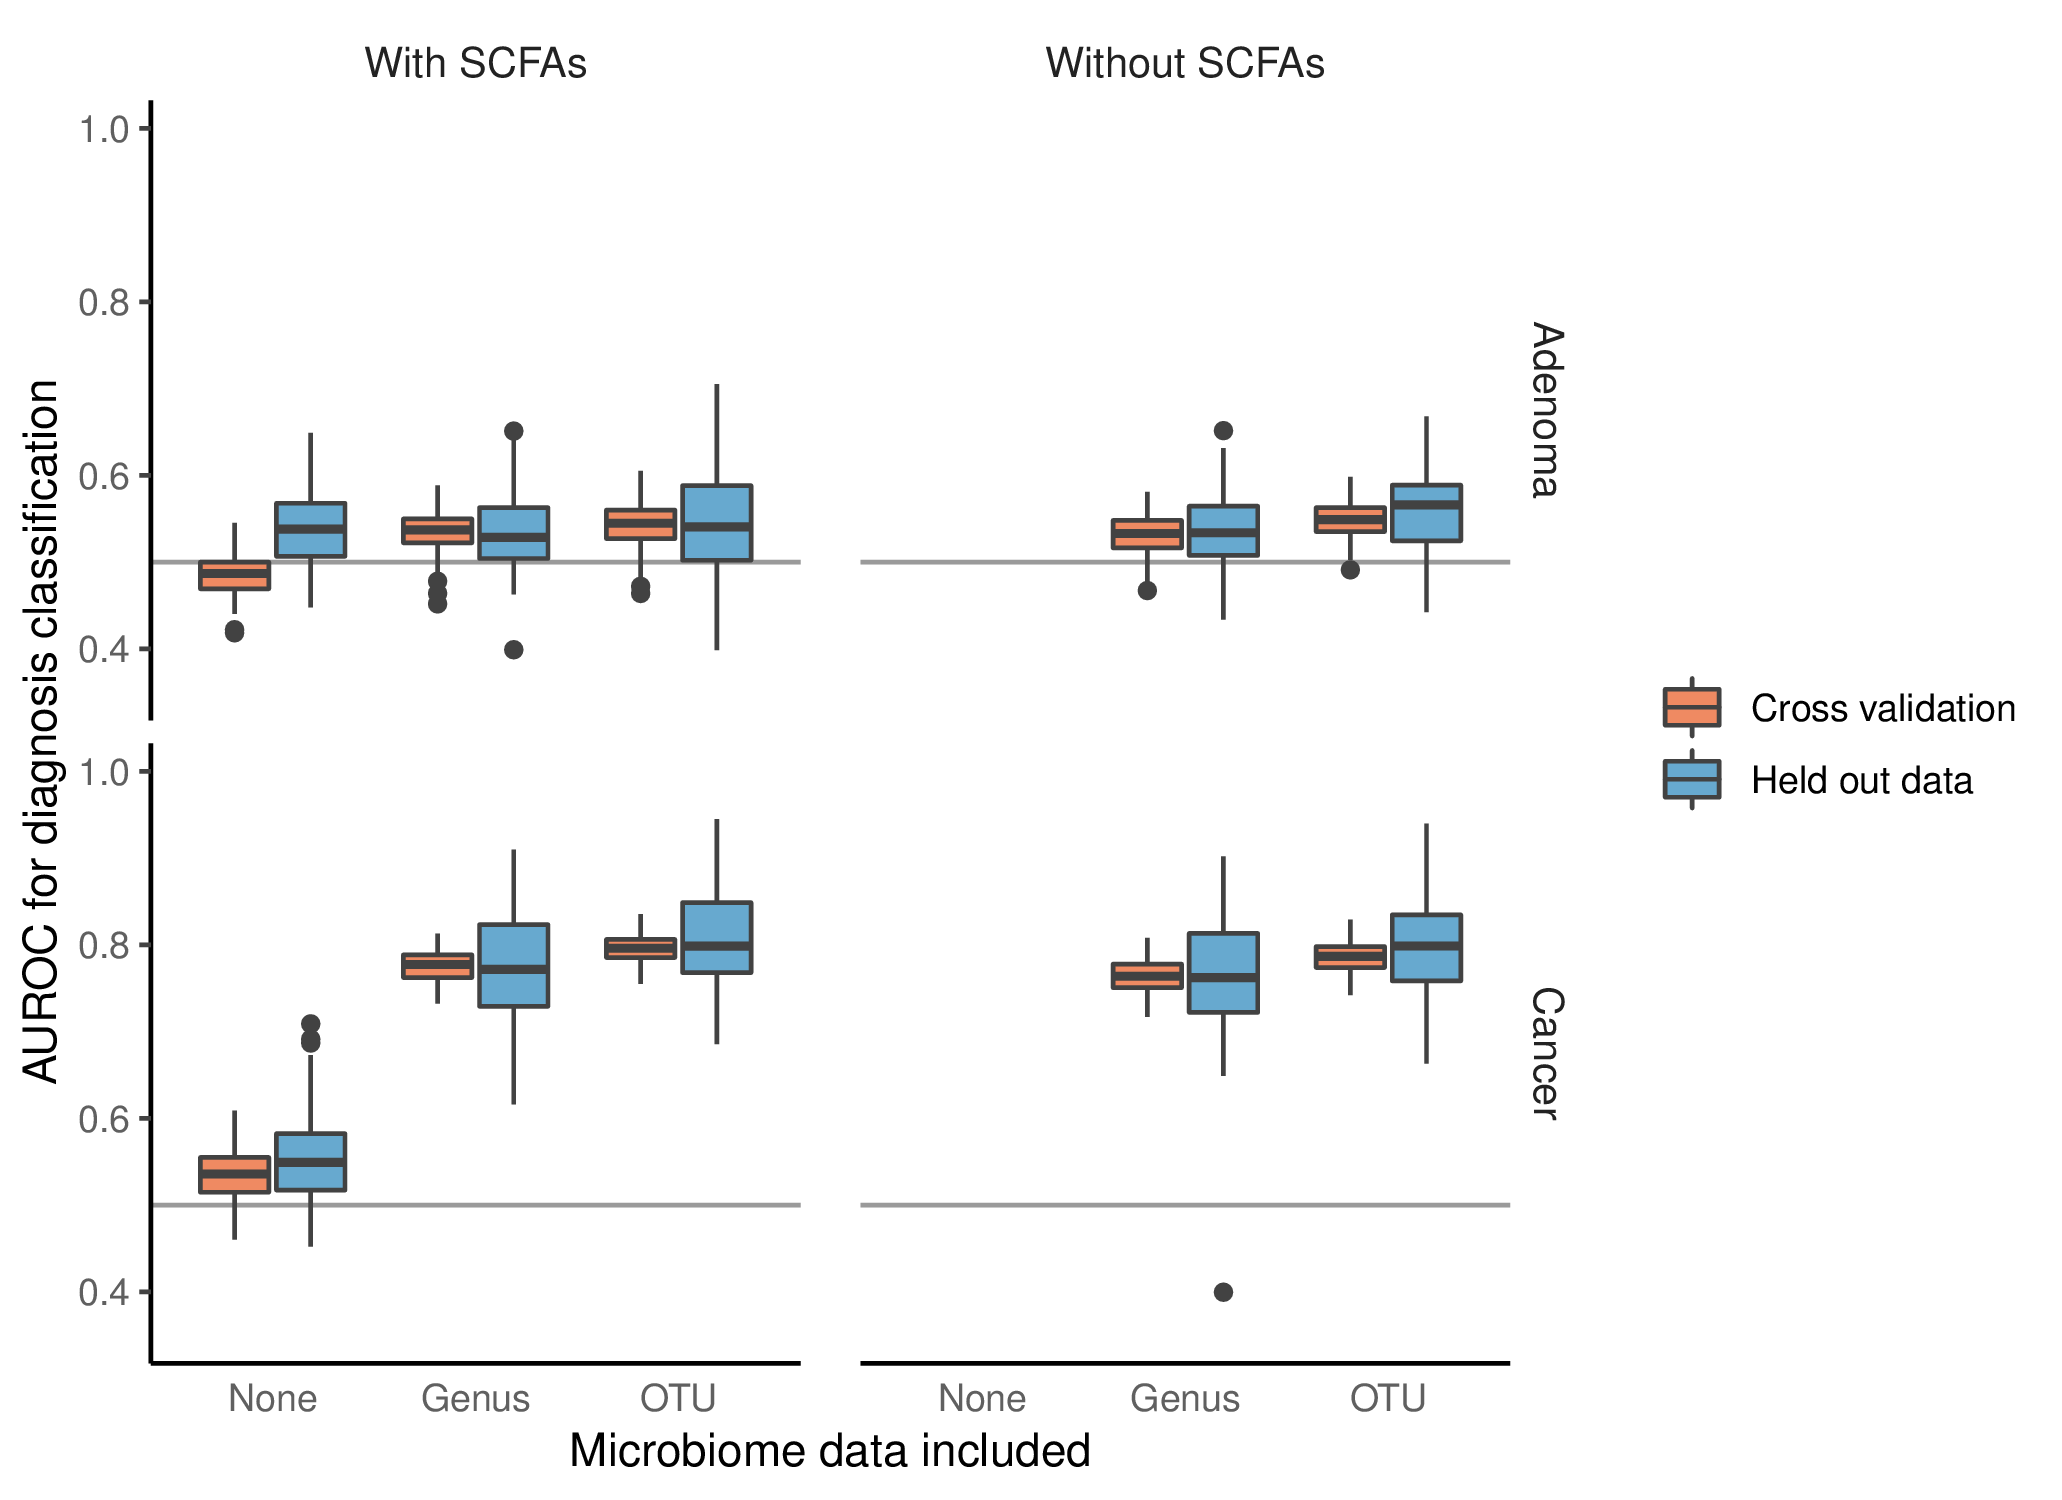 With SCFAs
Without SCFAs
AUROC for diagnosis classification
1.0
0.8
0.6
0.4
Adenoma
1.0
0.8
0.6
0.4
Cancer
None
Genus
OTU
None
Genus
OTU
Microbiome data included
Cross validation
Held out data